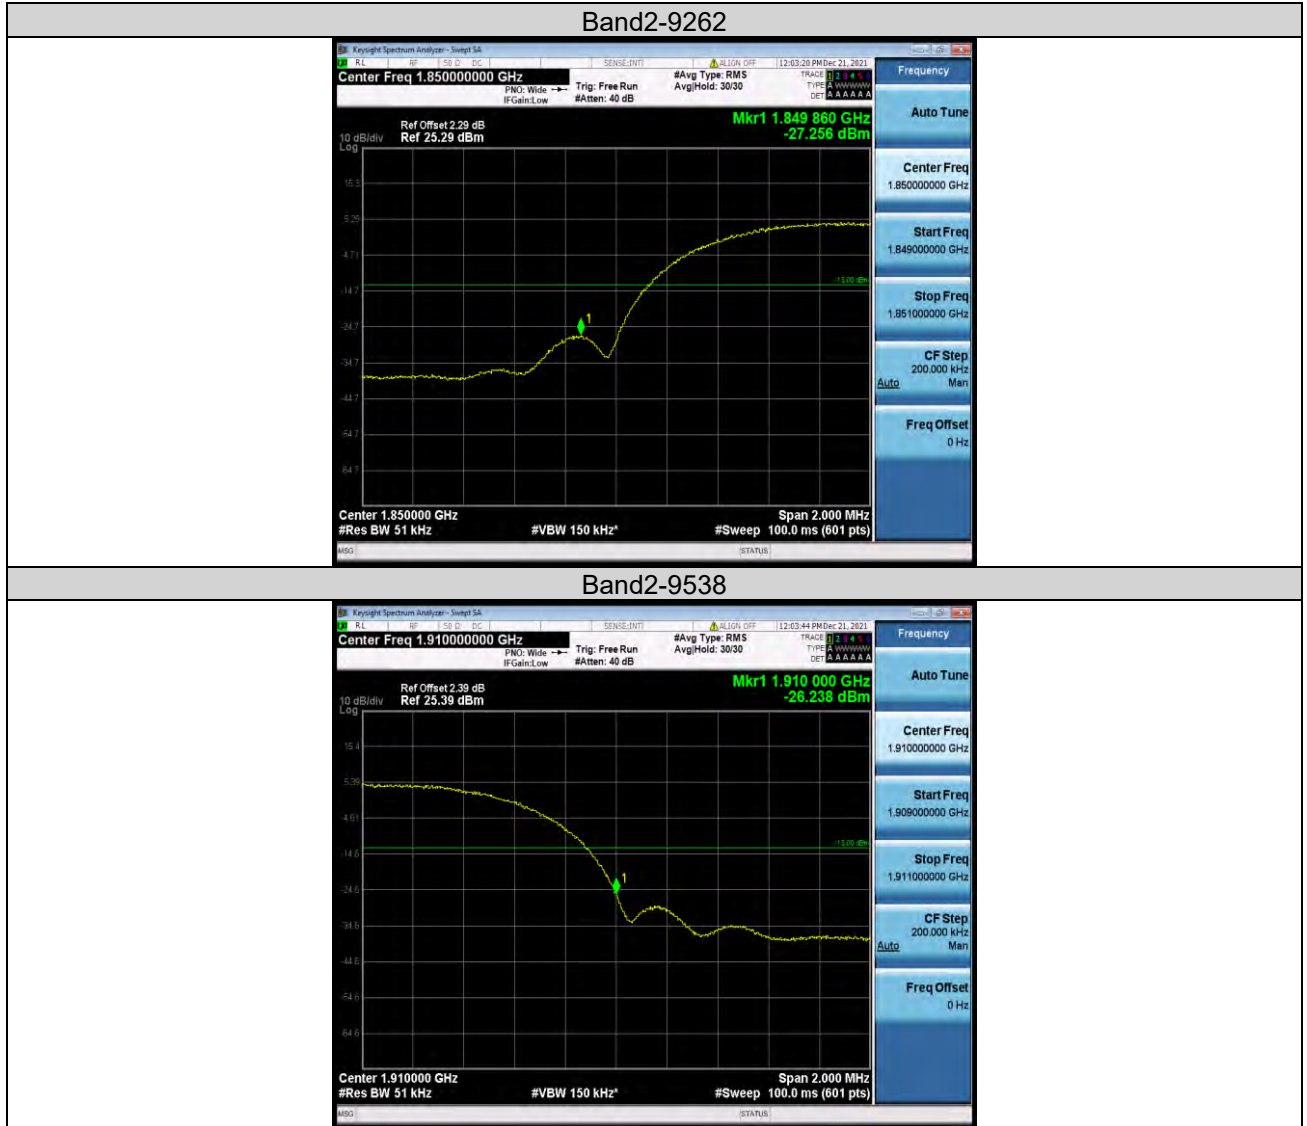 Band2-9262
Keysight Spectrum Analyzer - Swept SA
RL RF 50 Ω DC SENSE:INT ALIGN OFF 12:03:20 PM Dec 21, 2021
Center Freq 1.850000000 GHz
PNO: Wide
IFGain:Low
Trig: Free Run
#Atten: 40 dB
#Avg Type: RMS
Avg|Hold: 30/30
TRACE 1 2 3 4 5 6
TYPE A WWWWW
DET A A A A A A
Mkr1 1.849 860 GHz
-27.256 dBm
Ref Offset 2.29 dB
10 dB/div Ref 25.29 dBm
Log
15.3
5.29
-4.71
-13.00 dBm
-14.7
-24.7
1
-34.7
-44.7
-54.7
-64.7
Center 1.850000 GHz Span 2.000 MHz
#Res BW 51 kHz #VBW 150 kHz* #Sweep 100.0 ms (601 pts)
MSG STATUS
Frequency
Auto Tune
Center Freq
1.850000000 GHz
Start Freq
1.849000000 GHz
Stop Freq
1.851000000 GHz
CF Step
200.000 kHz
Auto Man
Freq Offset
0 Hz
Band2-9538
Keysight Spectrum Analyzer - Swept SA
RL RF 50 Ω DC SENSE:INT ALIGN OFF 12:03:44 PM Dec 21, 2021
Center Freq 1.910000000 GHz
PNO: Wide
IFGain:Low
Trig: Free Run
#Atten: 40 dB
#Avg Type: RMS
Avg|Hold: 30/30
TRACE 1 2 3 4 5 6
TYPE A WWWWW
DET A A A A A A
Mkr1 1.910 000 GHz
-26.238 dBm
Ref Offset 2.39 dB
10 dB/div Ref 25.39 dBm
Log
15.4
5.39
-4.61
-13.00 dBm
-14.6
-24.6
1
-34.6
-44.6
-54.6
-64.6
Center 1.910000 GHz Span 2.000 MHz
#Res BW 51 kHz #VBW 150 kHz* #Sweep 100.0 ms (601 pts)
MSG STATUS
Frequency
Auto Tune
Center Freq
1.910000000 GHz
Start Freq
1.909000000 GHz
Stop Freq
1.911000000 GHz
CF Step
200.000 kHz
Auto Man
Freq Offset
0 Hz